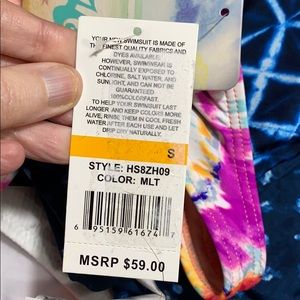 YOUR NEW SWIMSUIT IS MADE OF
THE FINEST QUALITY FABRICS AND
DYES AVAILABLE.
HOWEVER, SWIMWEAR IS
CONTINUALLY EXPOSED TO
CHLORINE, SALT WATER, AND
SUNLIGHT, AND CAN NOT BE
GUARANTEED
100%COLORFAST.
TO HELP YOUR SWIMSUIT LAST
LONGER AND KEEP COLORS MORE
ALIVE, RINSE THEM IN COOL FRESH
WATER AFTER EACH USE AND LET
DRIP DRY NATURALLY.
S
STYLE: HS8ZH09
COLOR: MLT
6 95159 61674 7
MSRP $59.00